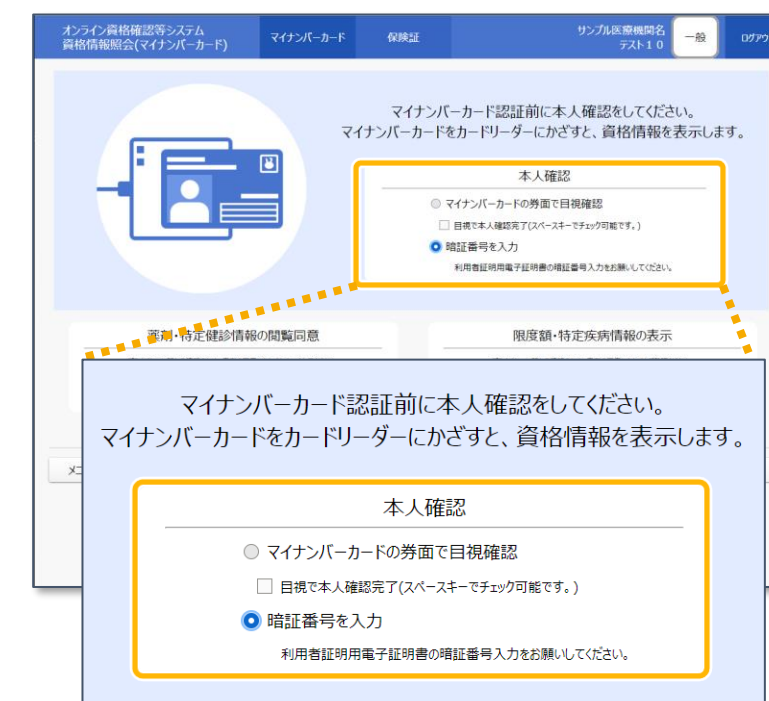 オンライン資格確認等システム
資格情報照会(マイナンバーカード)
マイナンバーカード
保険証
サンプル医療機関名
テスト１０
一般
ログアウ
マイナンバーカード認証前に本人確認をしてください。
マイナンバーカードをカードリーダーにかざすと、資格情報を表示します。
本人確認
マイナンバーカードの券面で目視確認
目視で本人確認完了(スペースキーでチェック可能です。)
暗証番号を入力
利用者証明用電子証明書の暗証番号入力をお願いしてください。
薬剤・特定健診情報の閲覧同意
限度額・特定疾病情報の表示
マイナンバーカード認証前に本人確認をしてください。
マイナンバーカードをカードリーダーにかざすと、資格情報を表示します。
本人確認
マイナンバーカードの券面で目視確認
目視で本人確認完了(スペースキーでチェック可能です。)
暗証番号を入力
利用者証明用電子証明書の暗証番号入力をお願いしてください。